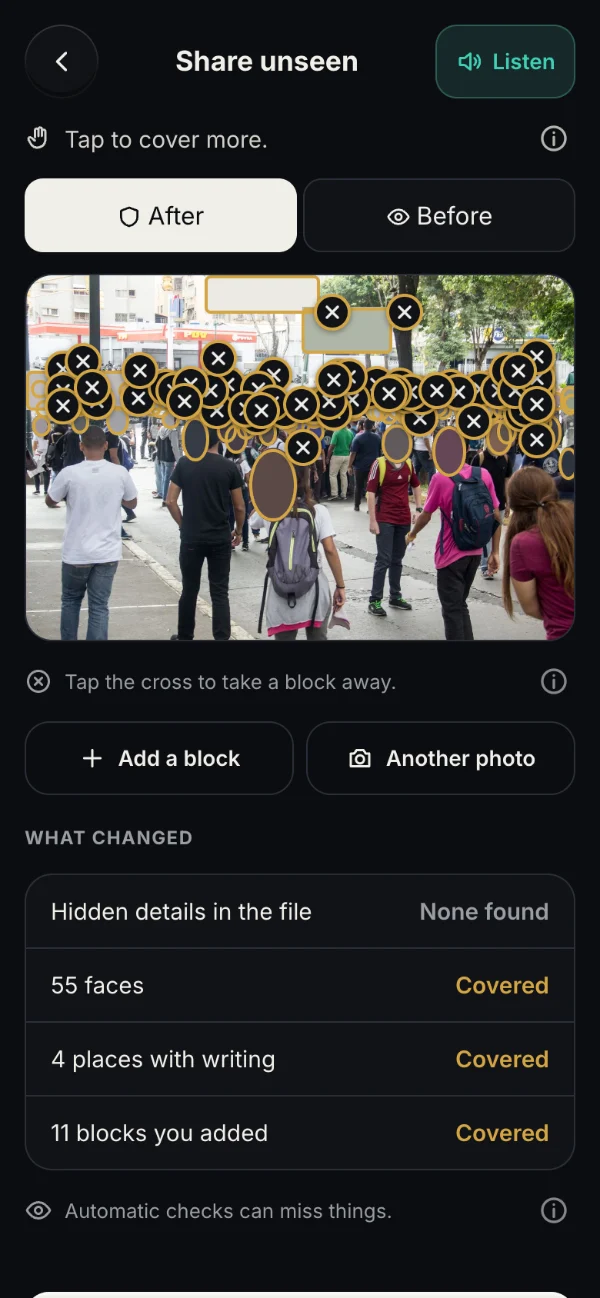 Share unseen
Listen
Tap to cover more.
After
Before
Tap the cross to take a block away.
Add a block
Another photo
WHAT CHANGED
Hidden details in the file
None found
55 faces
Covered
4 places with writing
Covered
11 blocks you added
Covered
Automatic checks can miss things.